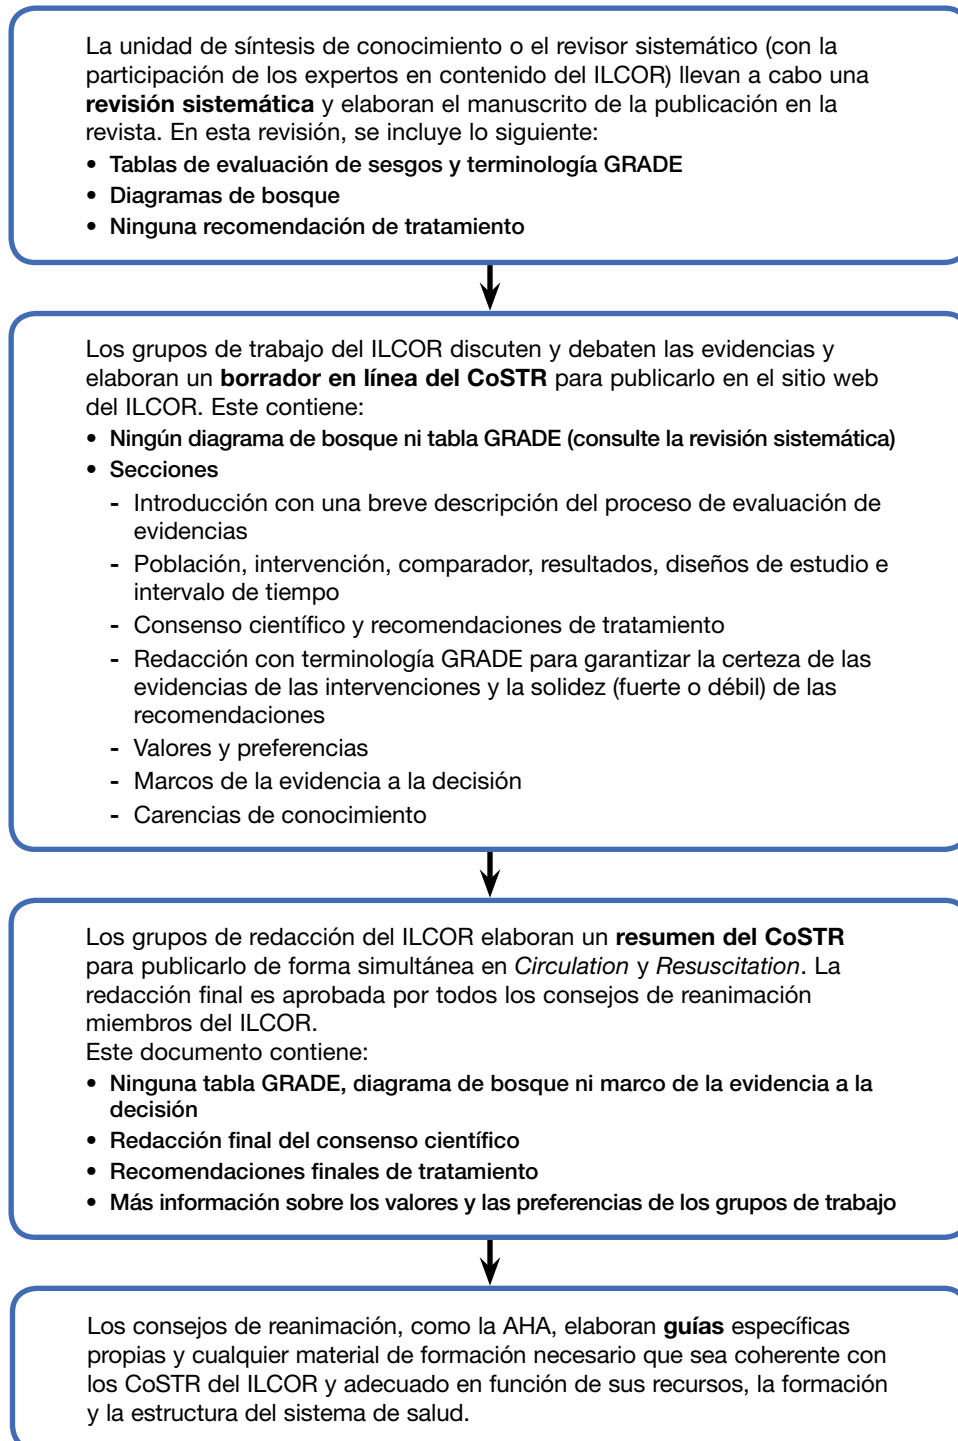 La unidad de síntesis de conocimiento o el revisor sistemático (con la
participación de los expertos en contenido del ILCOR) llevan a cabo una
revisión sistemática y elaboran el manuscrito de la publicación en la
revista. En esta revisión, se incluye lo siguiente:
• Tablas de evaluación de sesgos y terminología GRADE
• Diagramas de bosque
• Ninguna recomendación de tratamiento
Los grupos de trabajo del ILCOR discuten y debaten las evidencias y
elaboran un borrador en línea del CoSTR para publicarlo en el sitio web
del ILCOR. Este contiene:
• Ningún diagrama de bosque ni tabla GRADE (consulte la revisión sistemática)
• Secciones
- Introducción con una breve descripción del proceso de evaluación de
evidencias
- Población, intervención, comparador, resultados, diseños de estudio e
intervalo de tiempo
- Consenso científico y recomendaciones de tratamiento
- Redacción con terminología GRADE para garantizar la certeza de las
evidencias de las intervenciones y la solidez (fuerte o débil) de las
recomendaciones
- Valores y preferencias
- Marcos de la evidencia a la decisión
- Carencias de conocimiento
Los grupos de redacción del ILCOR elaboran un resumen del CoSTR
para publicarlo de forma simultánea en Circulation y Resuscitation. La
redacción final es aprobada por todos los consejos de reanimación
miembros del ILCOR.
Este documento contiene:
• Ninguna tabla GRADE, diagrama de bosque ni marco de la evidencia a la
decisión
• Redacción final del consenso científico
• Recomendaciones finales de tratamiento
• Más información sobre los valores y las preferencias de los grupos de trabajo
Los consejos de reanimación, como la AHA, elaboran guías específicas
propias y cualquier material de formación necesario que sea coherente con
los CoSTR del ILCOR y adecuado en función de sus recursos, la formación
y la estructura del sistema de salud.